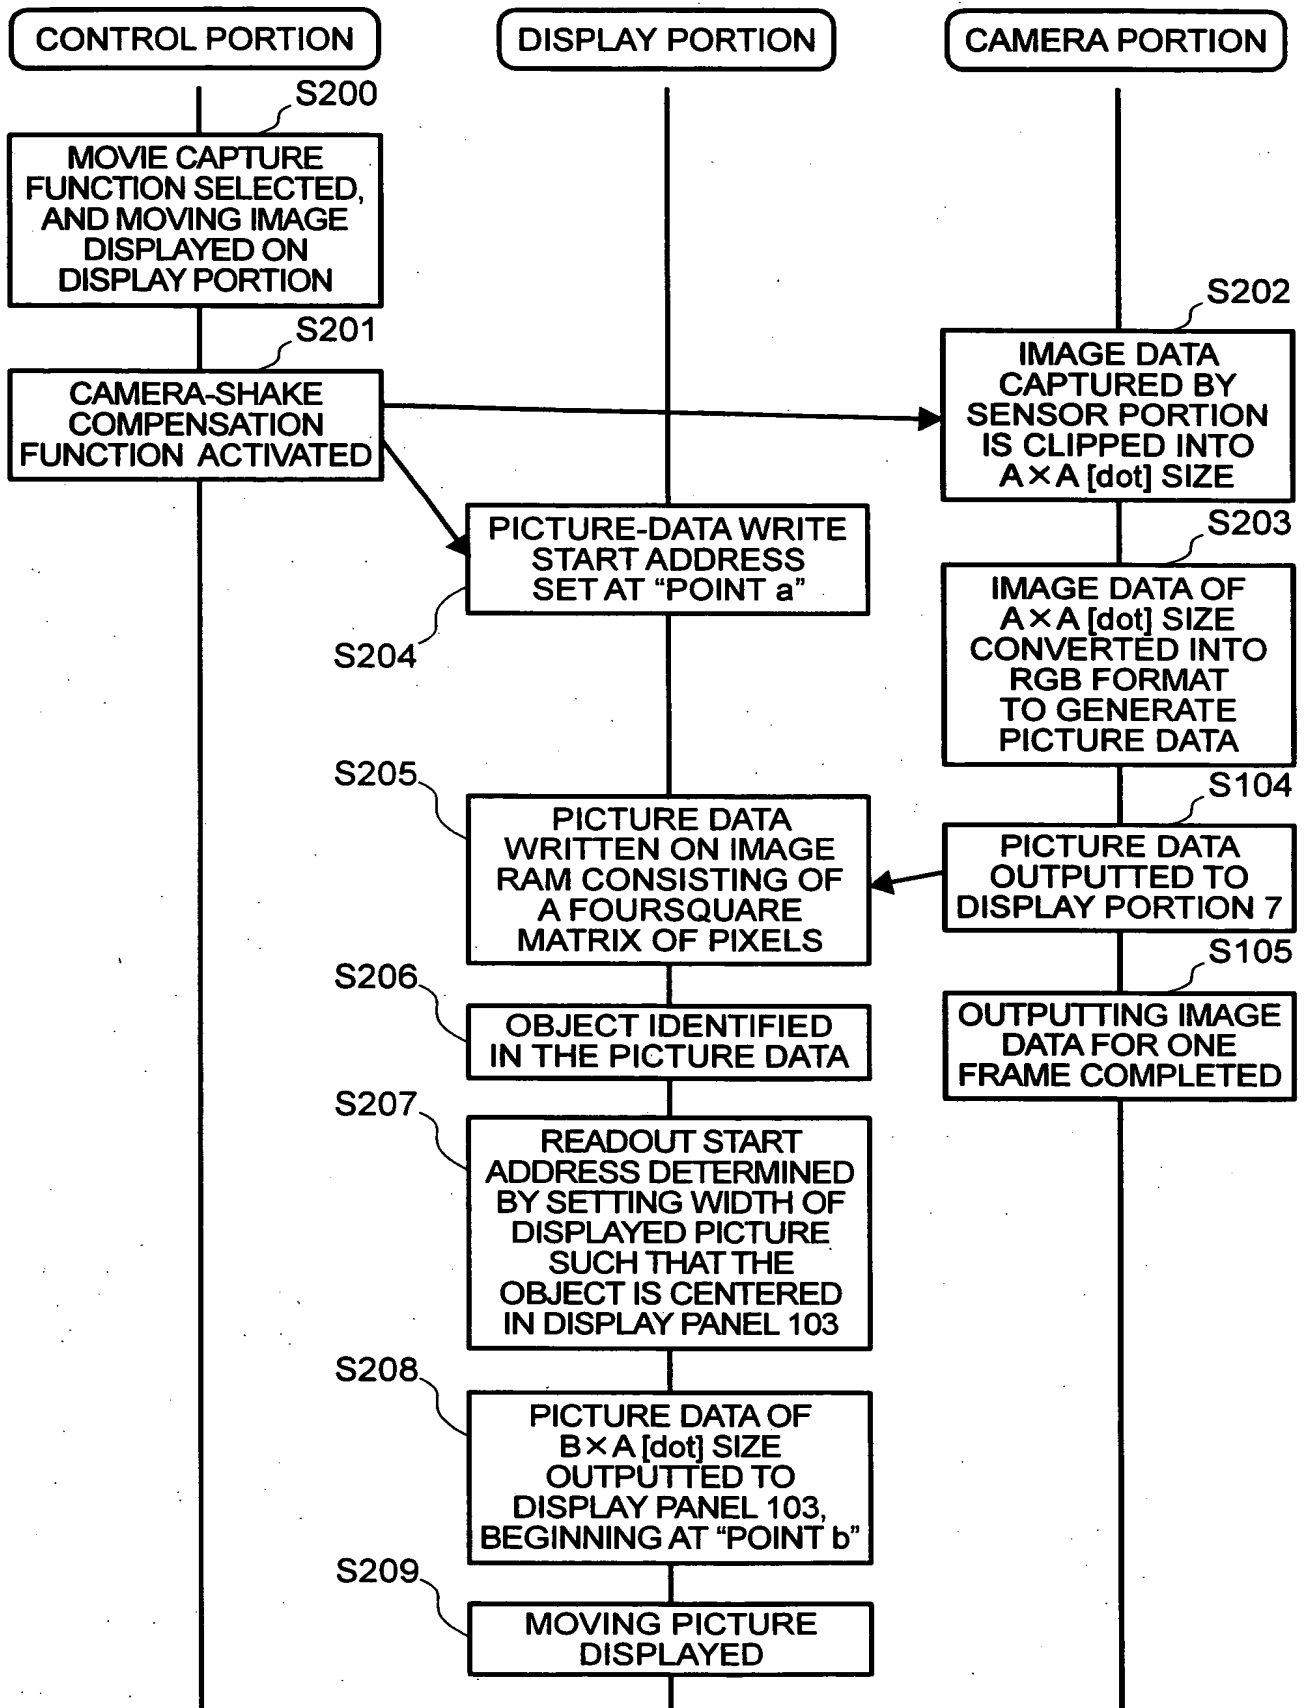 CONTROL PORTION
DISPLAY PORTION
CAMERA PORTION
S200
MOVIE CAPTURE
FUNCTION SELECTED,
AND MOVING IMAGE
DISPLAYED ON
DISPLAY PORTION
S201
CAMERA-SHAKE
COMPENSATION
FUNCTION ACTIVATED
S202
IMAGE DATA
CAPTURED BY
SENSOR PORTION
IS CLIPPED INTO
A×A [dot] SIZE
S204
PICTURE-DATA WRITE
START ADDRESS
SET AT “POINT a”
S203
IMAGE DATA OF
A×A [dot] SIZE
CONVERTED INTO
RGB FORMAT
TO GENERATE
PICTURE DATA
S104
PICTURE DATA
OUTPUTTED TO
DISPLAY PORTION 7
S205
PICTURE DATA
WRITTEN ON IMAGE
RAM CONSISTING OF
A FOURSQUARE
MATRIX OF PIXELS
S105
OUTPUTTING IMAGE
DATA FOR ONE
FRAME COMPLETED
S206
OBJECT IDENTIFIED
IN THE PICTURE DATA
S207
READOUT START
ADDRESS DETERMINED
BY SETTING WIDTH OF
DISPLAYED PICTURE
SUCH THAT THE
OBJECT IS CENTERED
IN DISPLAY PANEL 103
S208
PICTURE DATA OF
B×A [dot] SIZE
OUTPUTTED TO
DISPLAY PANEL 103,
BEGINNING AT “POINT b”
S209
MOVING PICTURE
DISPLAYED